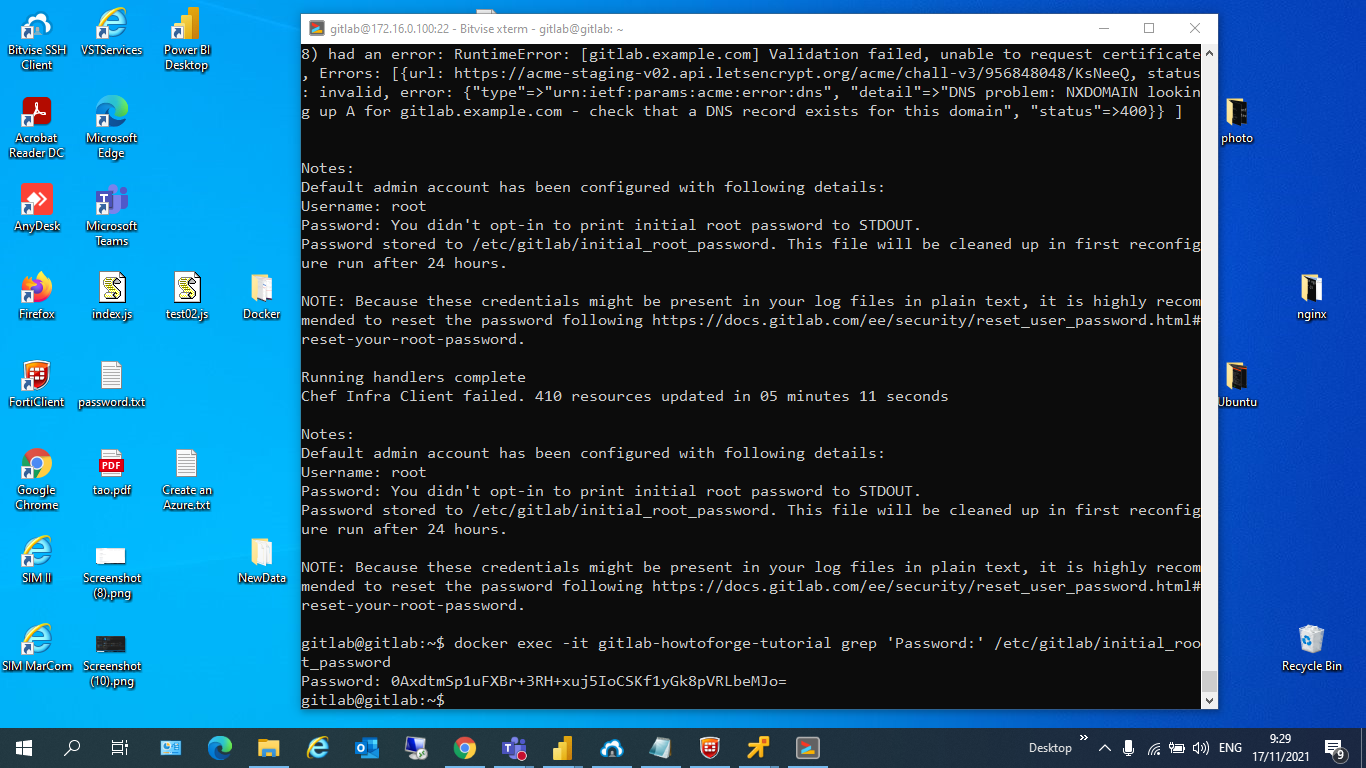 gitlab@172.16.0.100:22 - Bitvise xterm - gitlab@gitlab: ~
8) had an error: RuntimeError: [gitlab.example.com] Validation failed, unable to request certificate
, Errors: [{url: https://acme-staging-v02.api.letsencrypt.org/acme/chall-v3/956848048/KsNeeQ, status
: invalid, error: {"type"=>"urn:ietf:params:acme:error:dns", "detail"=>"DNS problem: NXDOMAIN lookin
g up A for gitlab.example.com - check that a DNS record exists for this domain", "status"=>400}} ]
Notes:
Default admin account has been configured with following details:
Username: root
Password: You didn't opt-in to print initial root password to STDOUT.
Password stored to /etc/gitlab/initial_root_password. This file will be cleaned up in first reconfig
ure run after 24 hours.
NOTE: Because these credentials might be present in your log files in plain text, it is highly recom
mended to reset the password following https://docs.gitlab.com/ee/security/reset_user_password.html#
reset-your-root-password.
Running handlers complete
Chef Infra Client failed. 410 resources updated in 05 minutes 11 seconds
Notes:
Default admin account has been configured with following details:
Username: root
Password: You didn't opt-in to print initial root password to STDOUT.
Password stored to /etc/gitlab/initial_root_password. This file will be cleaned up in first reconfig
ure run after 24 hours.
NOTE: Because these credentials might be present in your log files in plain text, it is highly recom
mended to reset the password following https://docs.gitlab.com/ee/security/reset_user_password.html#
reset-your-root-password.
gitlab@gitlab:~$ docker exec -it gitlab-howtoforge-tutorial grep 'Password:' /etc/gitlab/initial_roo
t_password
Password: 0AxdtmSp1uFXBr+3RH+xuj5IoCSKf1yGk8pVRLbeMJo=
gitlab@gitlab:~$
Bitvise SSH
Client
VSTServices
Power BI
Desktop
Acrobat
Reader DC
Microsoft
Edge
AnyDesk
Microsoft
Teams
Firefox
index.js
test02.js
Docker
FortiClient
password.txt
Google
Chrome
PDF
tao.pdf
Create an
Azure.txt
SIM II
Screenshot
(8).png
NewData
SIM MarCom
Screenshot
(10).png
photo
nginx
Ubuntu
Recycle Bin
Desktop
ENG
9:29
17/11/2021
9